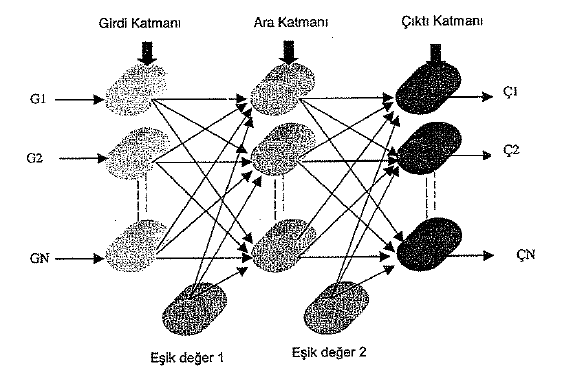 Girdi Katmanı Ara Katmanı Çıktı Katmanı
G1 Ç1
G2 Ç2
GN ÇN
Eşik değer 1 Eşik değer 2